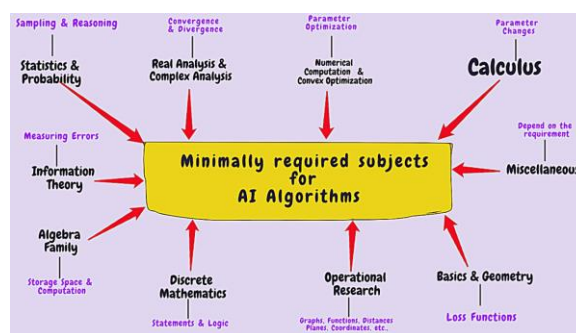 Sampling & Reasoning
Statistics &
Probability
Convergence
& Divergence
Real Analysis &
Complex Analysis
Parameter
Optimization
Numerical
Computation &
Convex Optimization
Parameter
Changes
Calculus
Measuring Errors
Information
Theory
Minimally required subjects
for
AI Algorithms
Depend on the
requirement
Miscellaneous
Algebra
Family
Storage Space &
Computation
Discrete
Mathematics
Statements & Logic
Operational
Research
Graphs, Functions, Distances
Planes, Coordinates, etc..
Basics & Geometry
Loss Functions